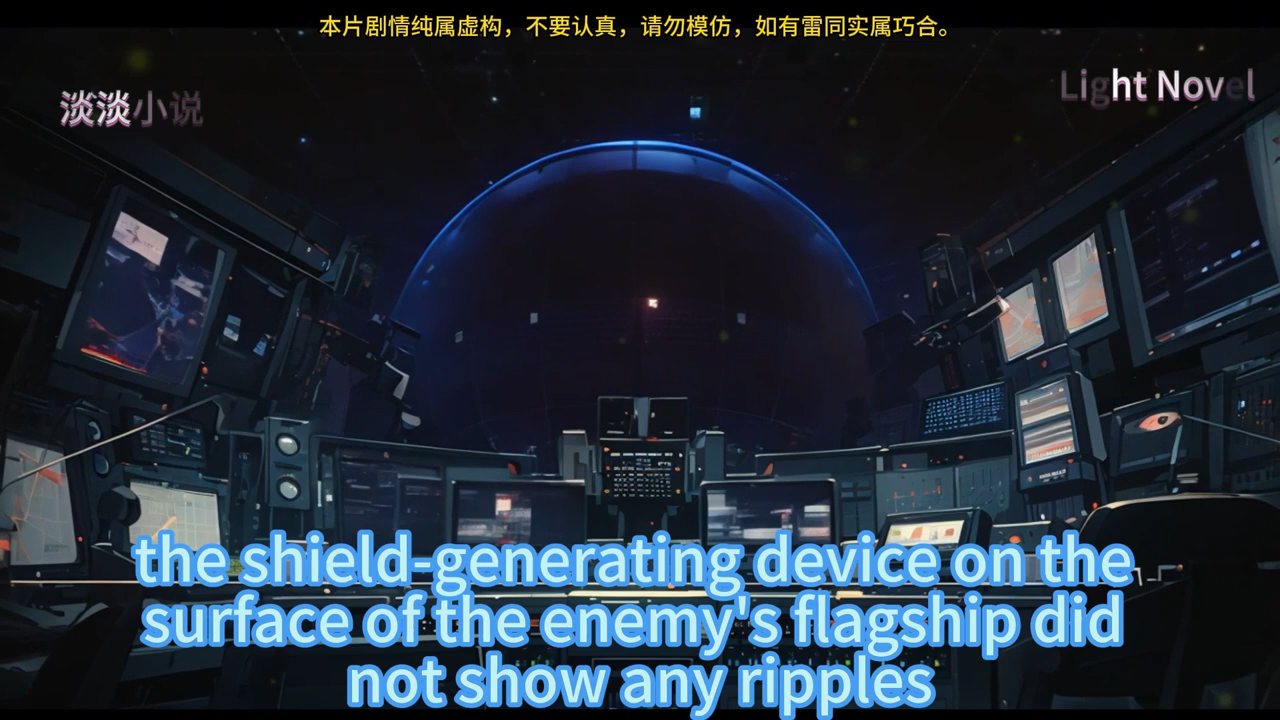 本片剧情纯属虚构，不要认真，请勿模仿，如有雷同实属巧合。
淡淡小说
Light Novel
the shield-generating device on the
surface of the enemy's flagship did
not show any ripples